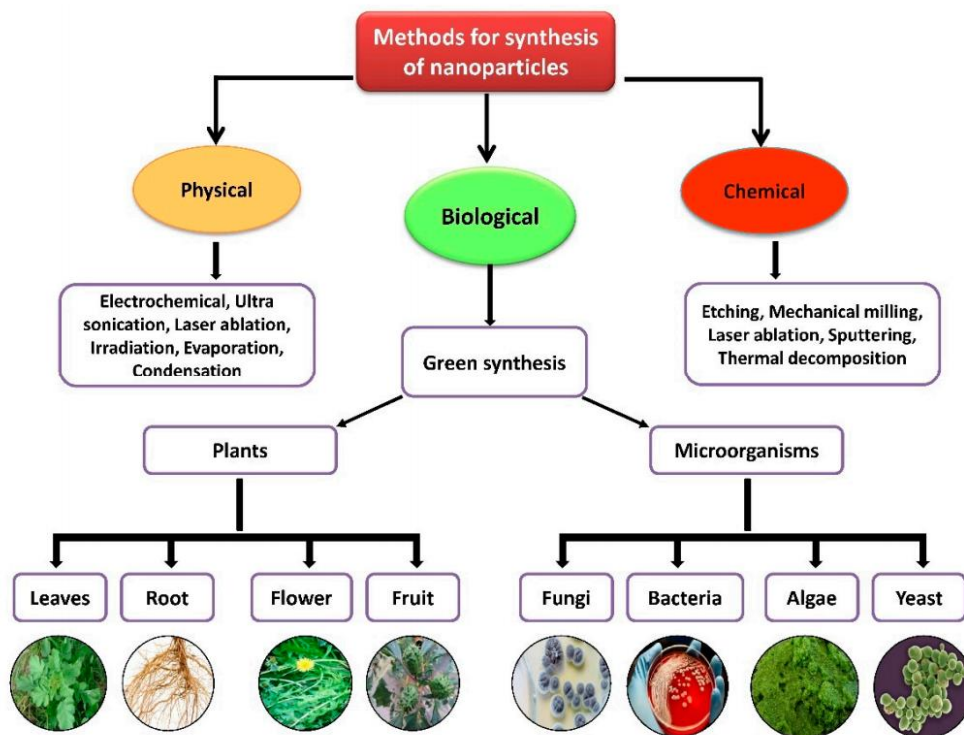 Methods for synthesis
of nanoparticles
Physical
Biological
Chemical
Electrochemical, Ultra
sonication, Laser ablation,
Irradiation, Evaporation,
Condensation
Etching, Mechanical milling,
Laser ablation, Sputtering,
Thermal decomposition
Green synthesis
Plants
Microorganisms
Leaves
Root
Flower
Fruit
Fungi
Bacteria
Algae
Yeast